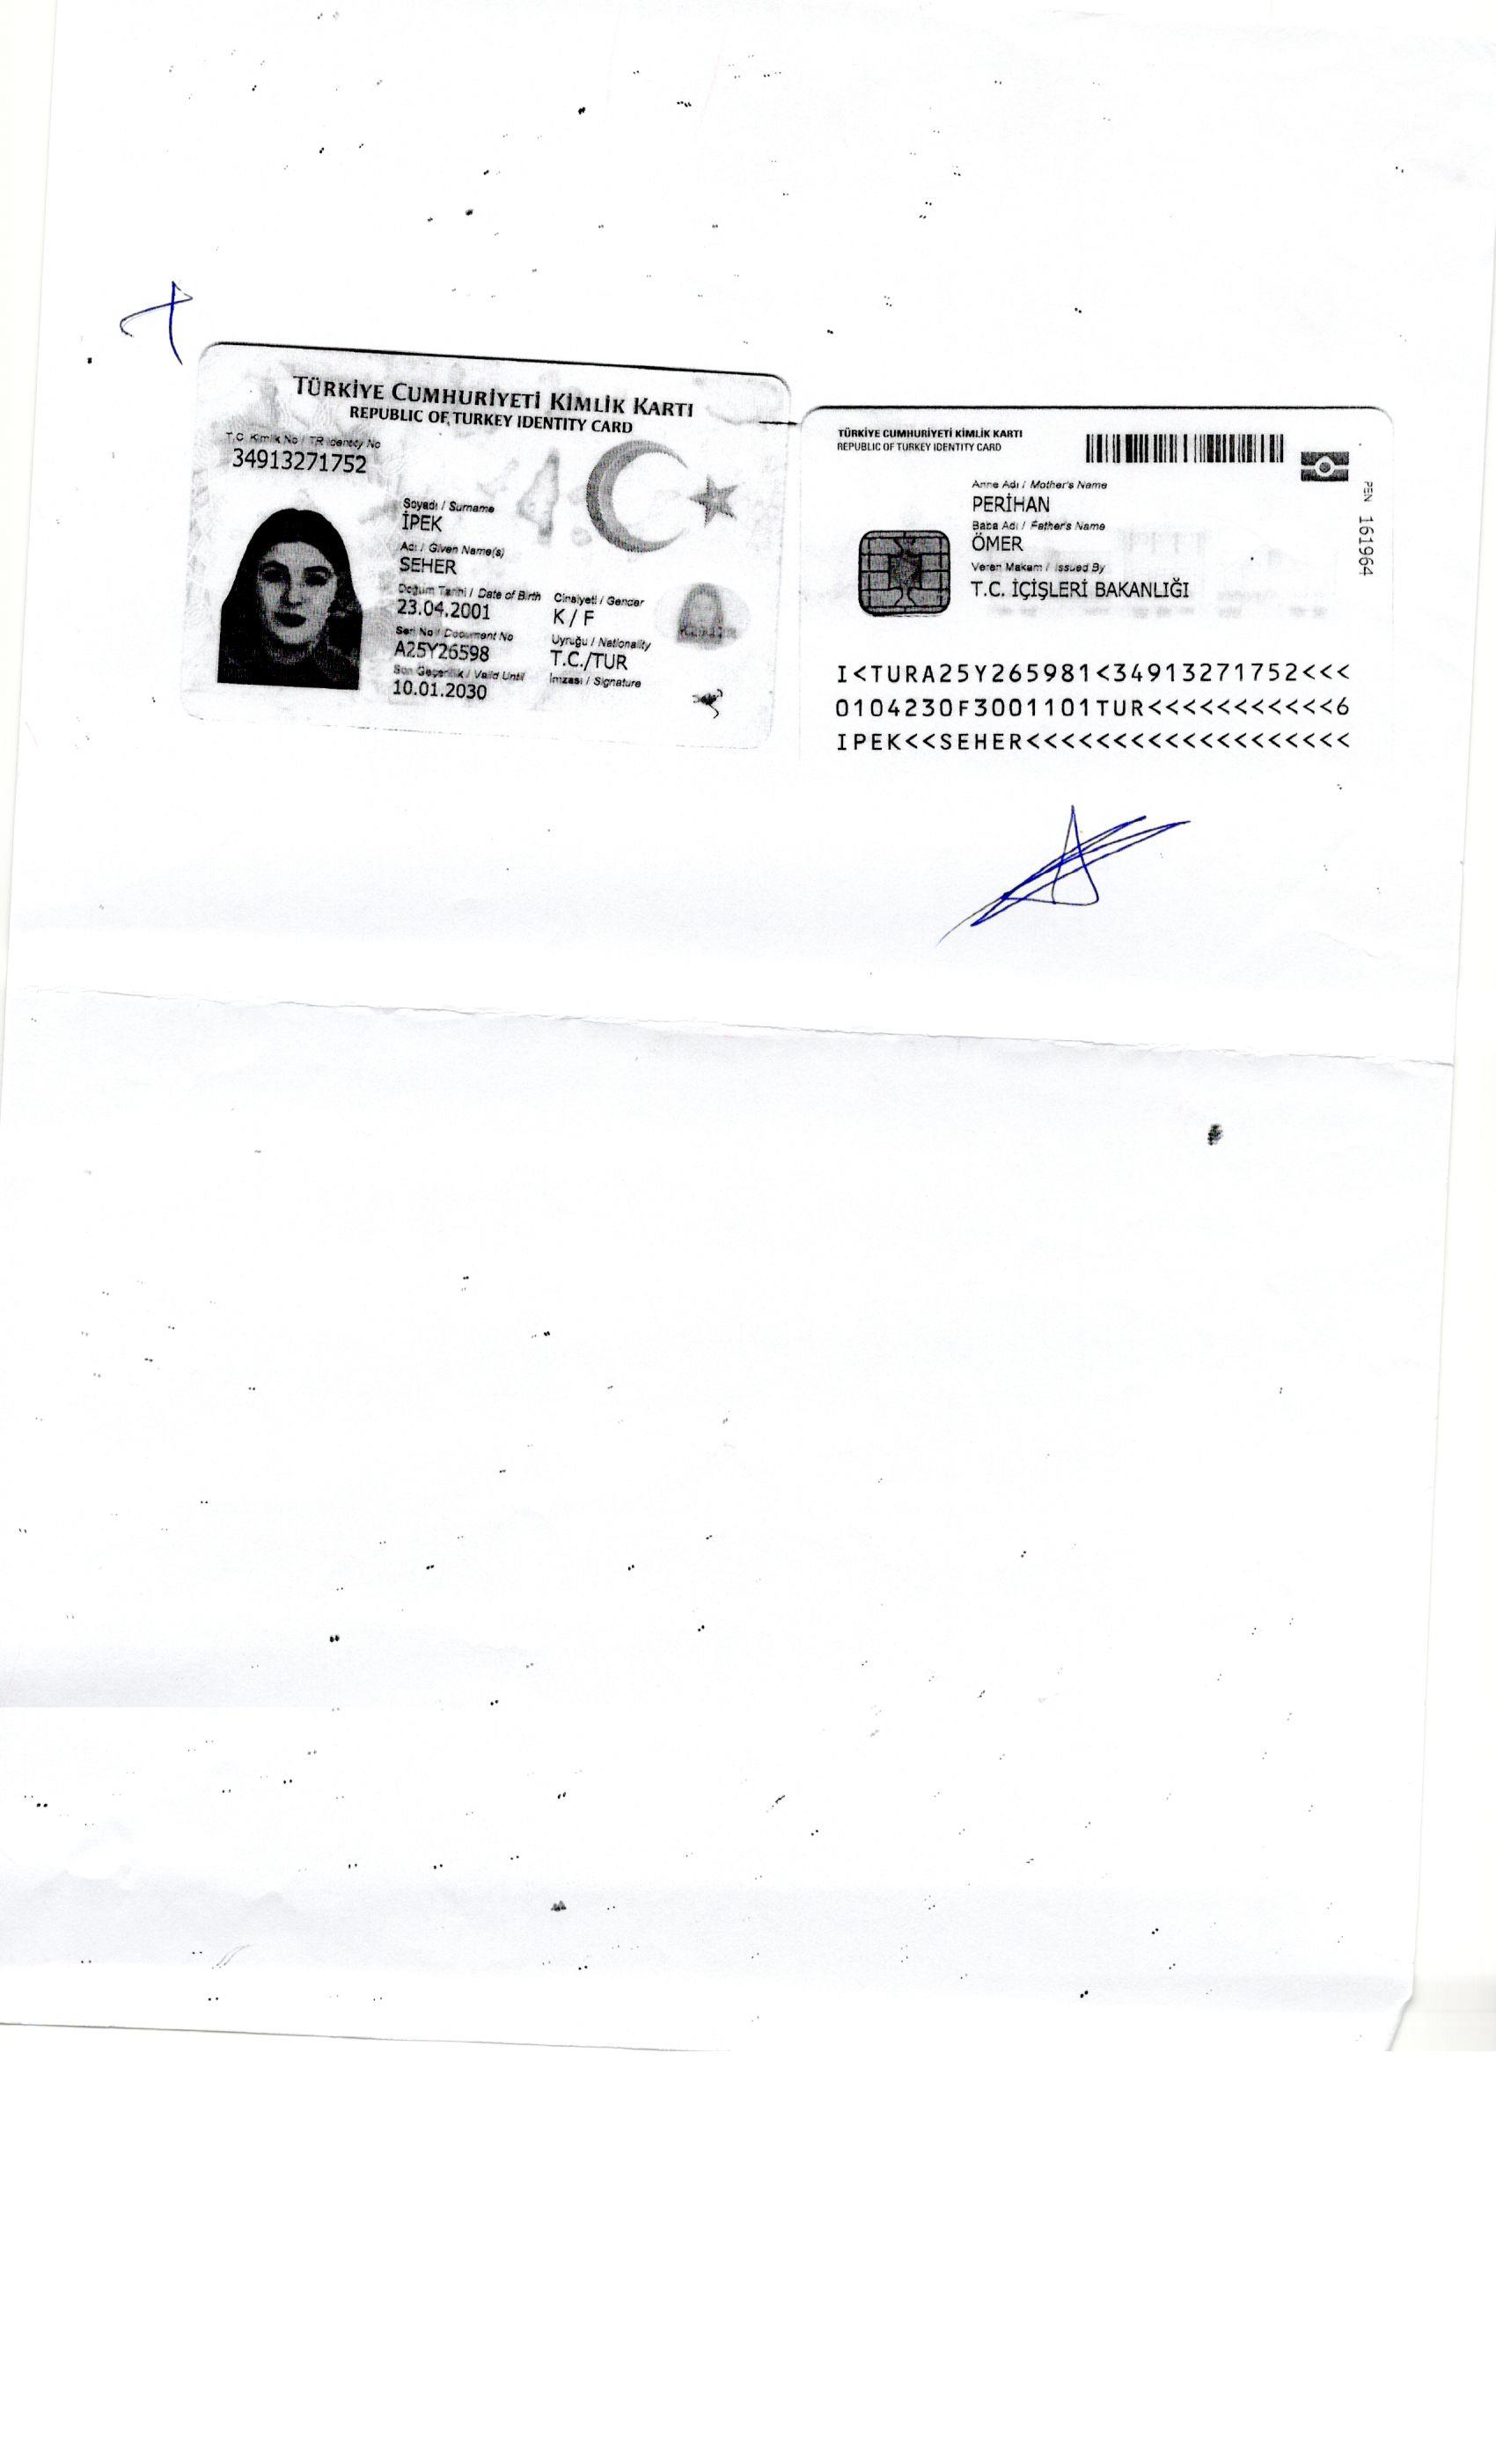 TÜRKİYE CUMHURİYETİ KİMLİK KARTI
REPUBLIC OF TURKEY IDENTITY CARD
T.C. Kimlik No / TR Identity No
34913271752
Soyadı / Surname
İPEK
Adı / Given Name(s)
SEHER
Doğum Tarihi / Date of Birth
23.04.2001
Cinsiyeti / Gender
K / F
Seri No / Document No
A25Y26598
Uyruğu / Nationality
T.C./TUR
Son Geçerlilik / Valid Until
10.01.2030
İmzası / Signature
TÜRKİYE CUMHURİYETİ KİMLİK KARTI
REPUBLIC OF TURKEY IDENTITY CARD
Anne Adı / Mother's Name
PERİHAN
Baba Adı / Father's Name
ÖMER
Veren Makam / Issued By
T.C. İÇİŞLERİ BAKANLIĞI
PEN 161964
I<TURA25Y265981<34913271752<<<
0104230F3001101TUR<<<<<<<<<<<6
IPEK<<SEHER<<<<<<<<<<<<<<<<<<<